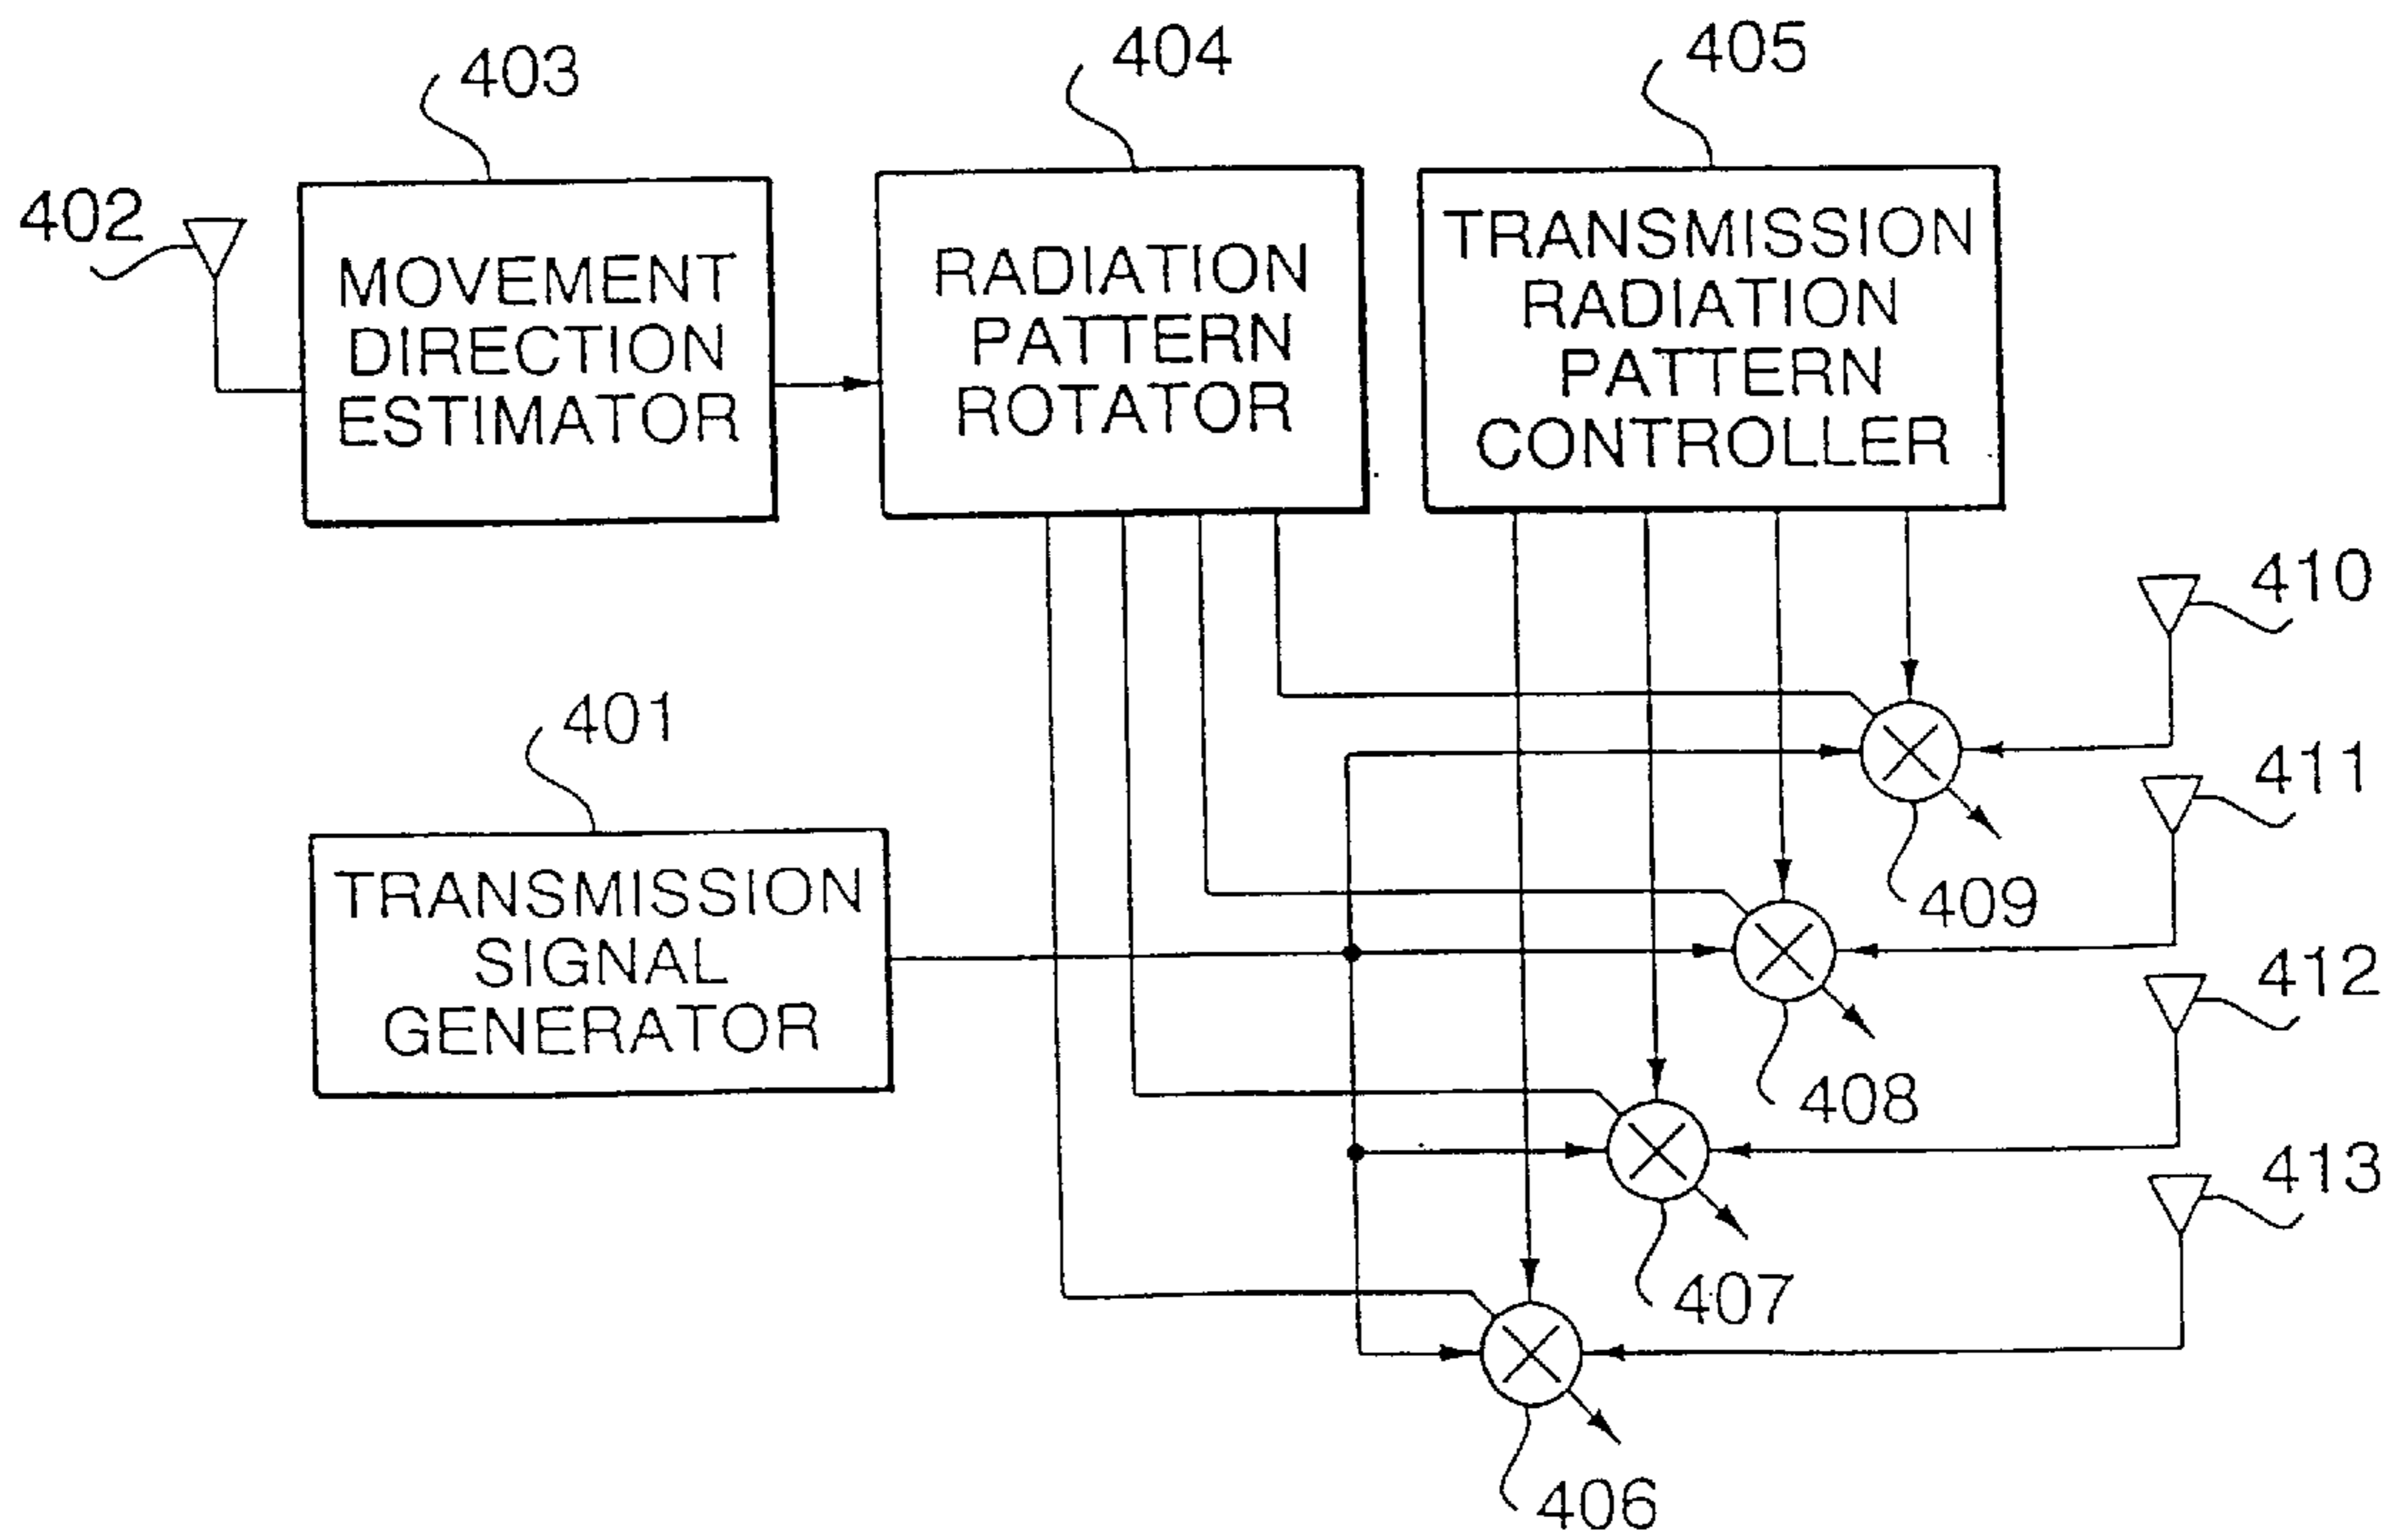 403
404
405
402
MOVEMENT
DIRECTION
ESTIMATOR
RADIATION
PATTERN
ROTATOR
TRANSMISSION
RADIATION
PATTERN
CONTROLLER
410
401
411
TRANSMISSION
SIGNAL
GENERATOR
409
412
408
413
407
406